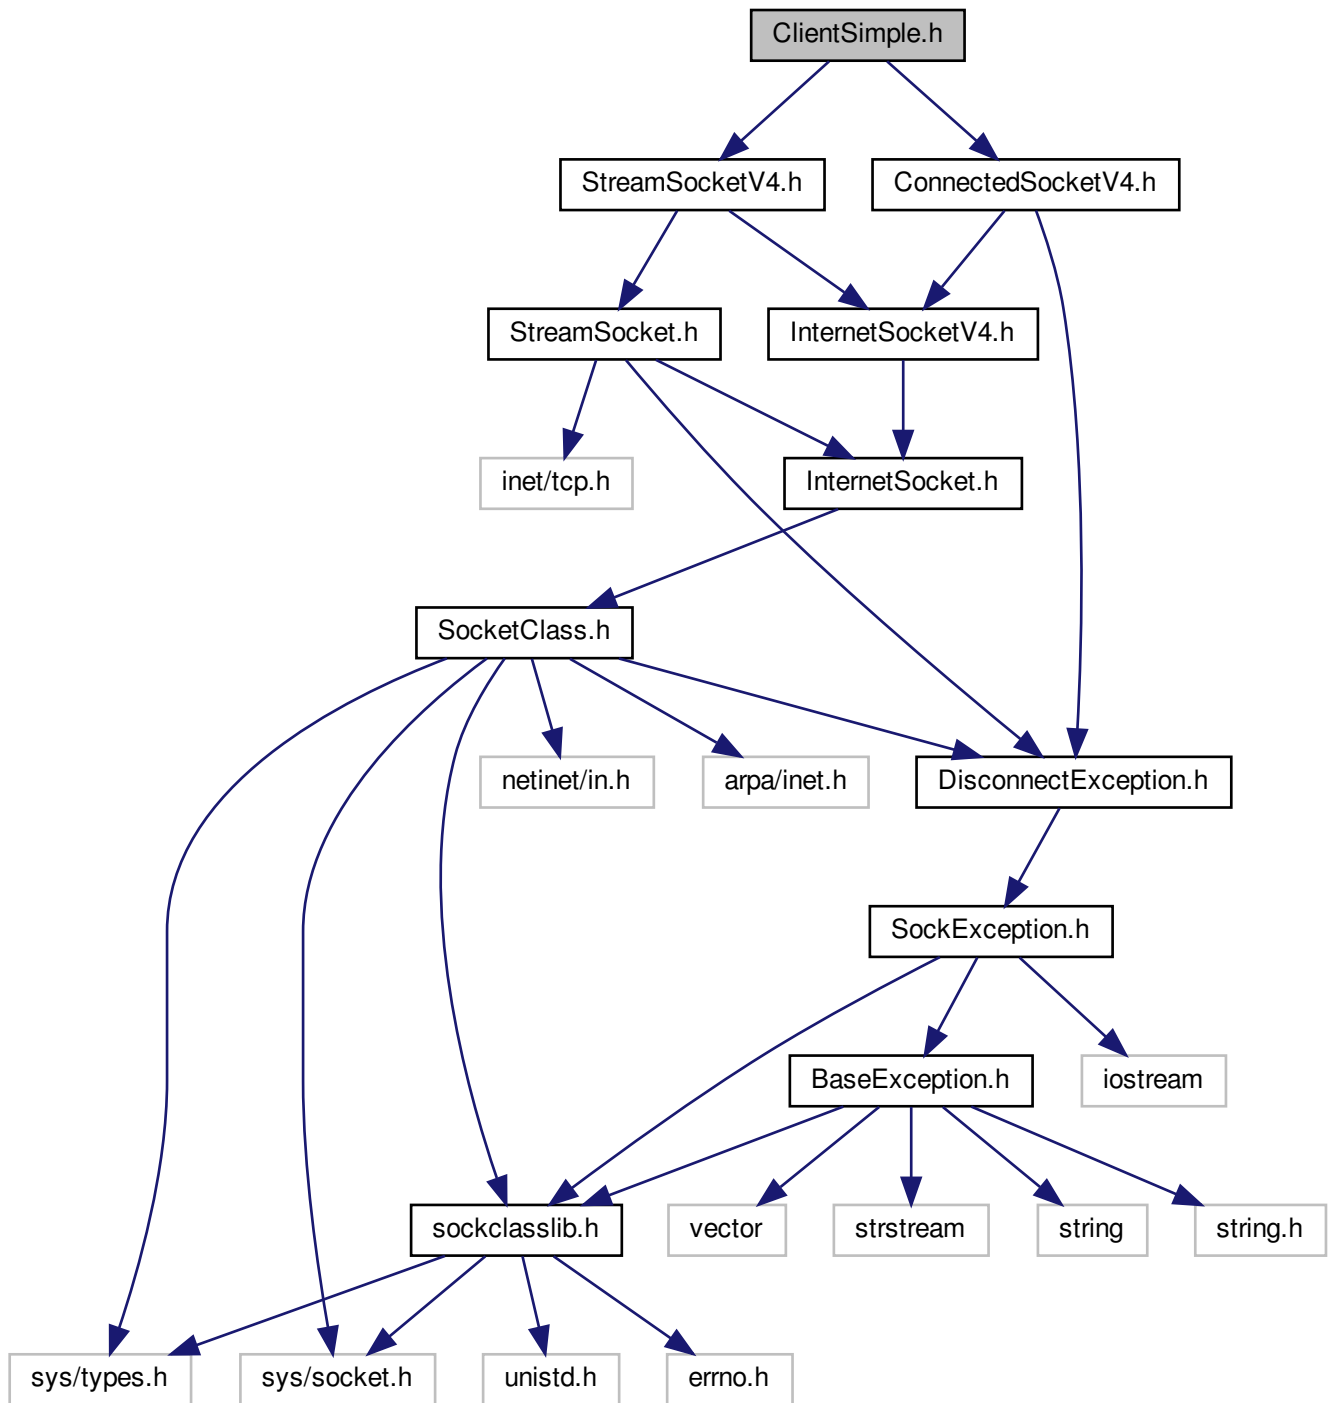 ClientSimple.h
StreamSocketV4.h
ConnectedSocketV4.h
StreamSocket.h
InternetSocketV4.h
inet/tcp.h
InternetSocket.h
SocketClass.h
netinet/in.h
arpa/inet.h
DisconnectException.h
SockException.h
BaseException.h
iostream
sockclasslib.h
vector
strstream
string
string.h
sys/types.h
sys/socket.h
unistd.h
errno.h